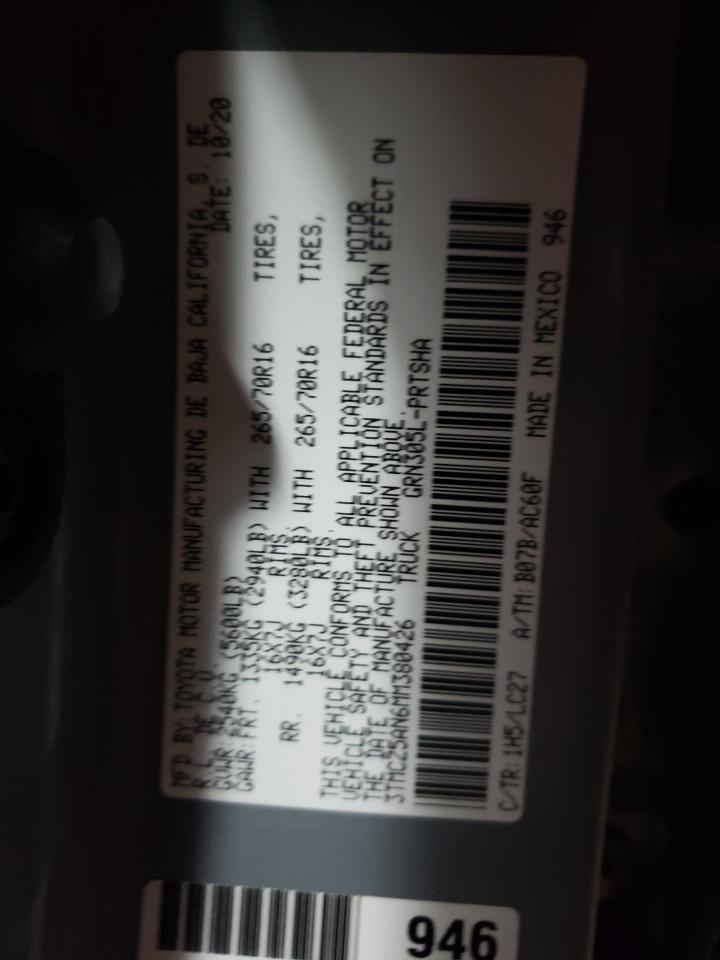 MFD BY: TOYOTA MOTOR MANUFACTURING DE BAJA CALIFORNIA, S. DE
R.L. DE C.V. DATE: 10/20
GVWR: 2540KG (5600LB)
GAWR: FRT. 1335KG (2940LB) WITH 265/70R16 TIRES,
16X7J RIMS,
RR. 1490KG (3280LB) WITH 265/70R16 TIRES,
16X7J RIMS.
THIS VEHICLE CONFORMS TO ALL APPLICABLE FEDERAL MOTOR
VEHICLE SAFETY AND THEFT PREVENTION STANDARDS IN EFFECT ON
THE DATE OF MANUFACTURE SHOWN ABOVE.
3TMCZ5AN6MM380426 TRUCK GRN305L-PRTSHA
C/TR: 1H5/LC27 A/TM: B07B/AC60F MADE IN MEXICO 946
946